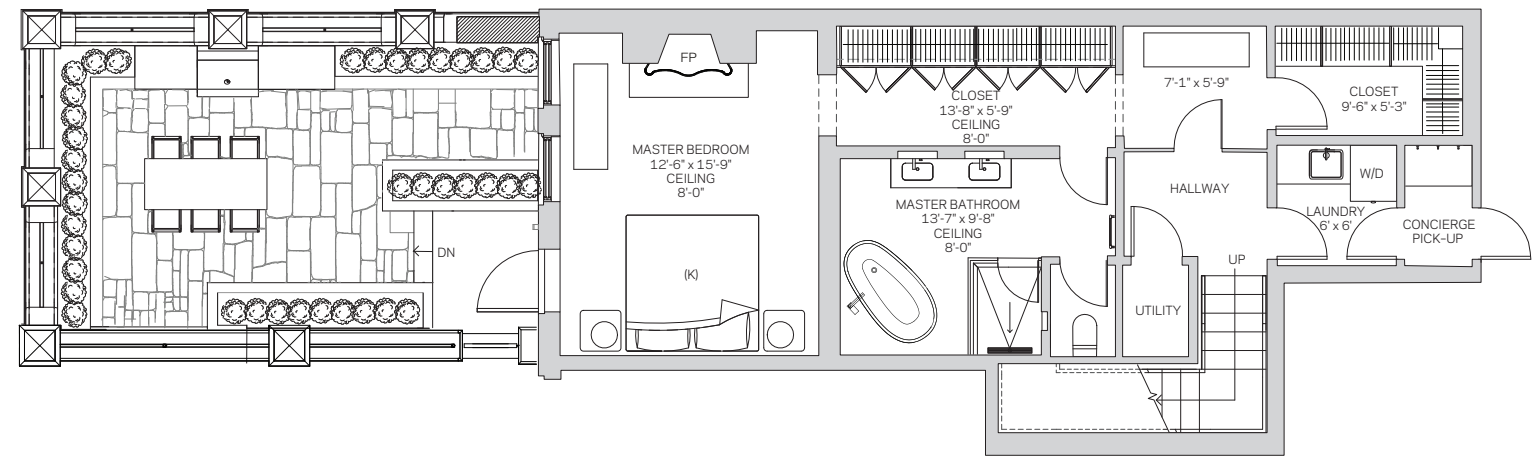 FP
MASTER BEDROOM
12'-6" x 15'-9"
CEILING
8'-0"
(K)
DN
CLOSET
13'-8" x 5'-9"
CEILING
8'-0"
MASTER BATHROOM
13'-7" x 9'-8"
CEILING
8'-0"
7'-1" x 5'-9"
CLOSET
9'-6" x 5'-3"
HALLWAY
W/D
LAUNDRY
6' x 6'
CONCIERGE
PICK-UP
UP
UTILITY